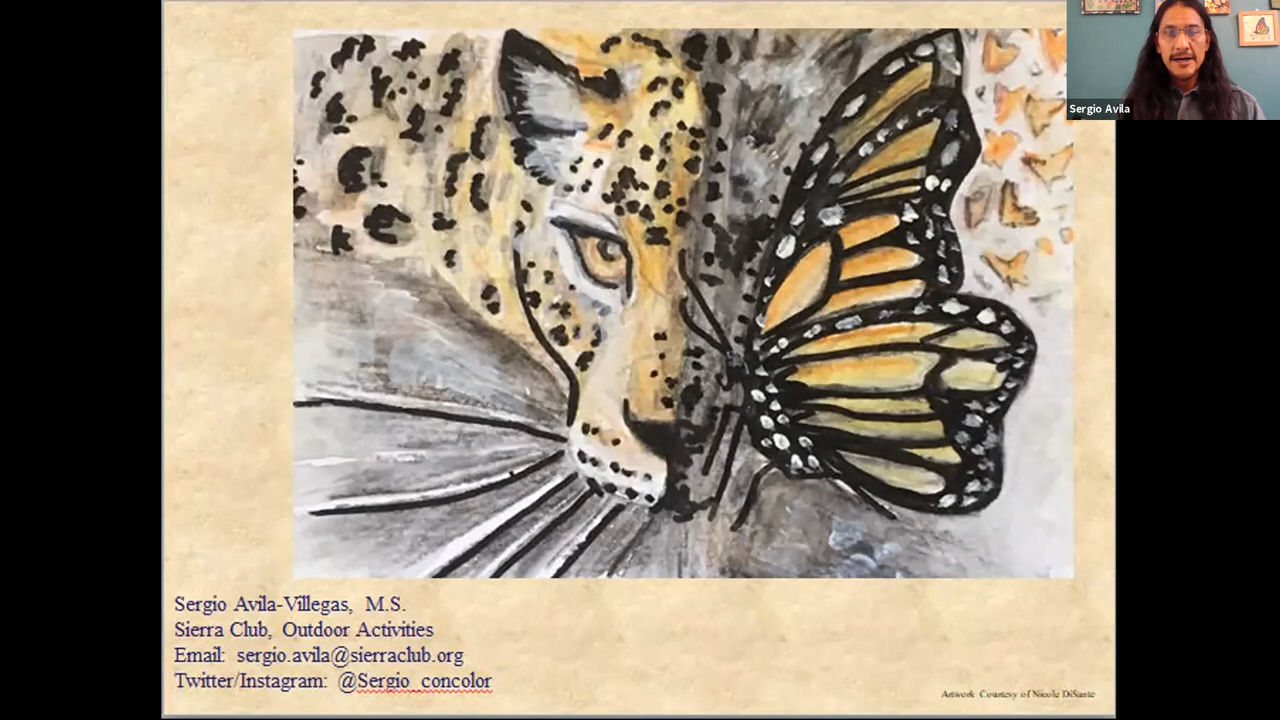 Sergio Avila
Sergio Avila-Villegas, M.S.
Sierra Club, Outdoor Activities
Email: sergio.avila@sierraclub.org
Twitter/Instagram: @Sergio_concolor
Artwork Courtesy of Nicole DiSante